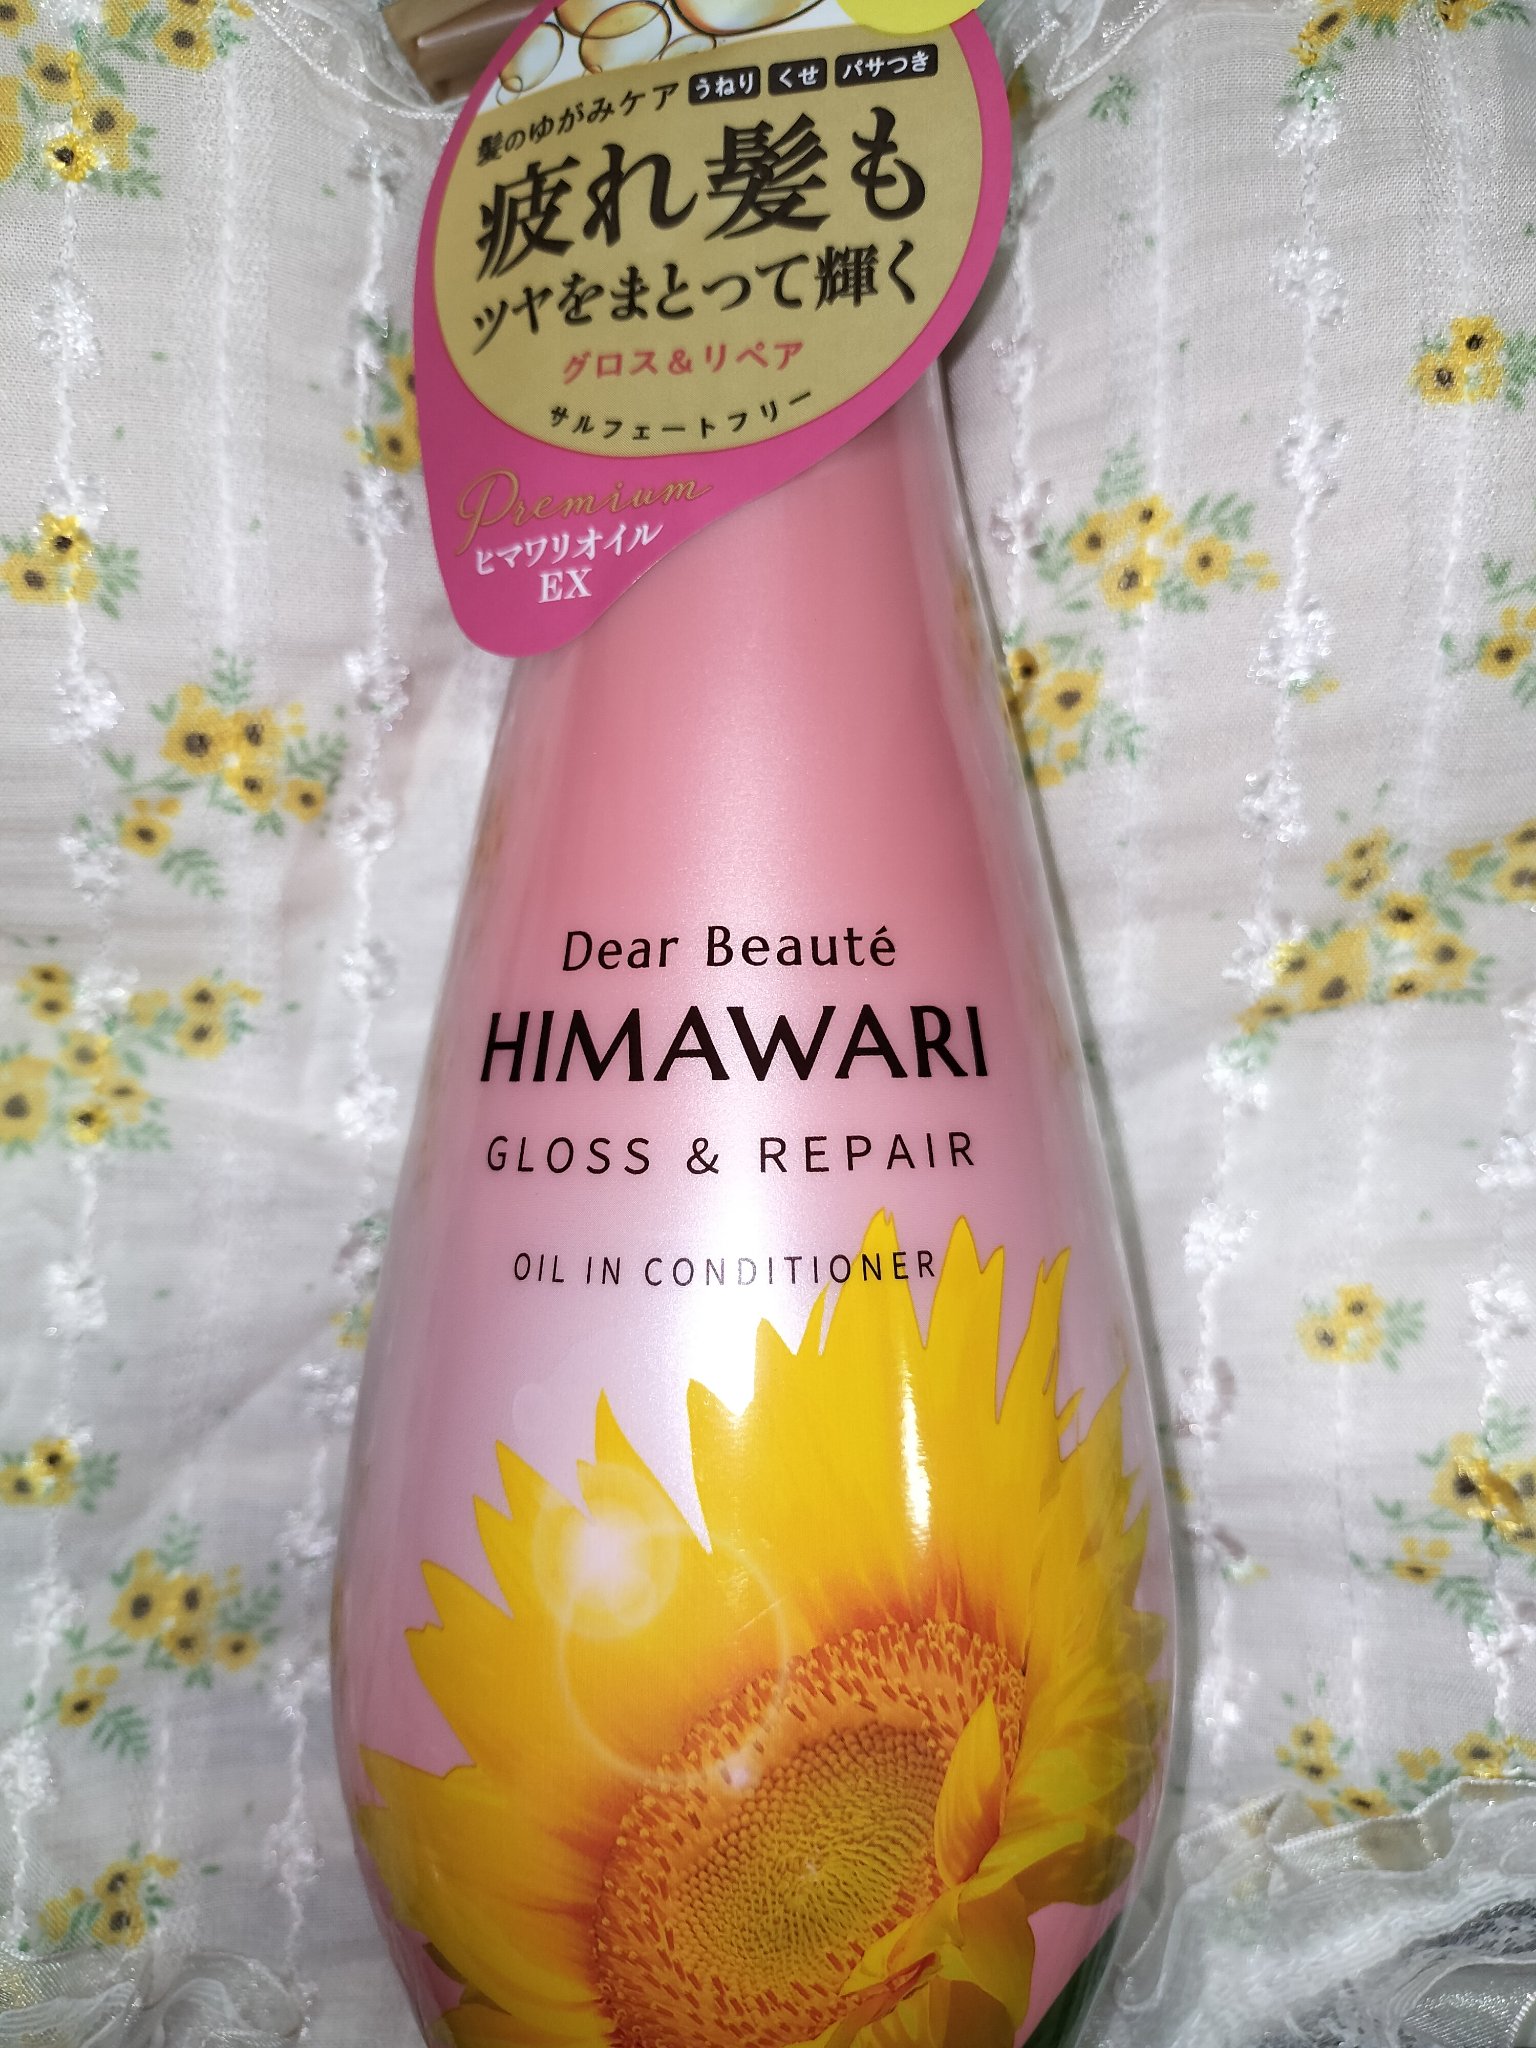 髪のゆがみケア うねり くせ パサつき
疲れ髪も
ツヤをまとって輝く
グロス&リペア
サルフェートフリー
Premium
ヒマワリオイル
EX
Dear Beauté
HIMAWARI
GLOSS & REPAIR
OIL IN CONDITIONER